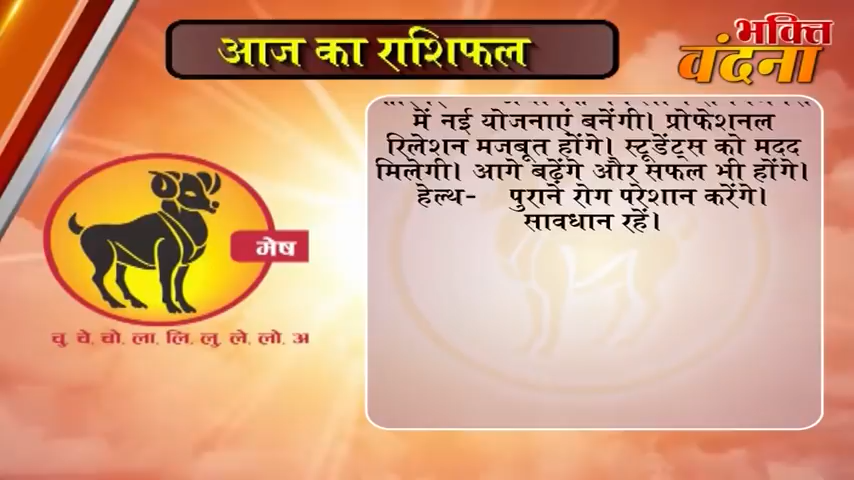 आज का राशिफल
भक्ति
वंदना
में नई योजनाएं बनेंगी। प्रोफेशनल
रिलेशन मजबूत होंगे। स्टूडेंट्स को मदद
मिलेगी। आगे बढ़ेंगे और सफल भी होंगे।
हेल्थ- पुराने रोग परेशान करेंगे।
सावधान रहें।
मेष
चु, चे, चो, ला, लि, लु, ले, लो, अ